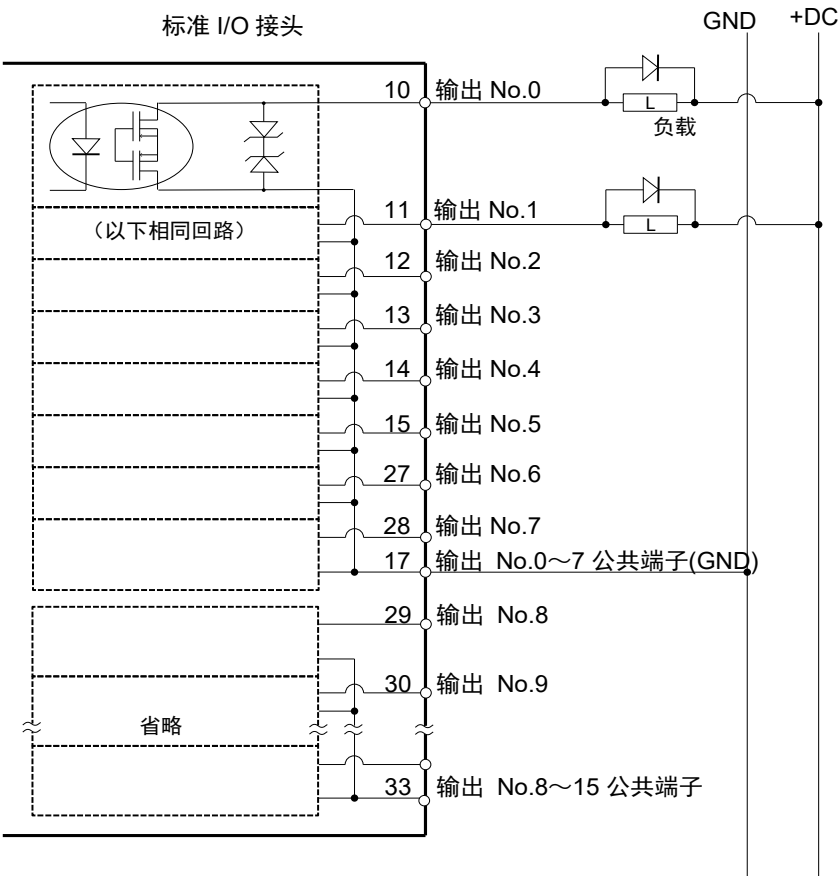 标准 I/O 接头
GND +DC
10 输出 No.0
L
负载
11 输出 No.1
L
（以下相同回路）
12 输出 No.2
13 输出 No.3
14 输出 No.4
15 输出 No.5
27 输出 No.6
28 输出 No.7
17 输出 No.0～7 公共端子(GND)
29 输出 No.8
30 输出 No.9
省略
33 输出 No.8～15 公共端子